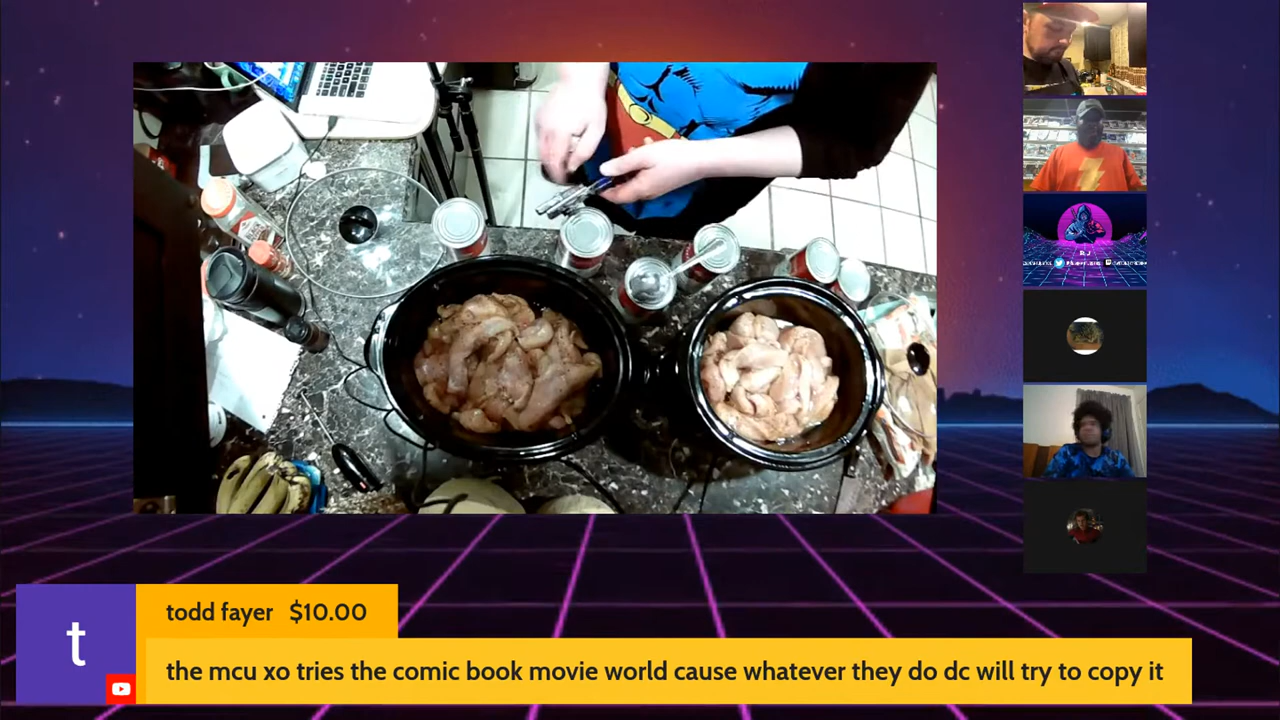 RJ
t
todd fayer $10.00
the mcu xo tries the comic book movie world cause whatever they do dc will try to copy it